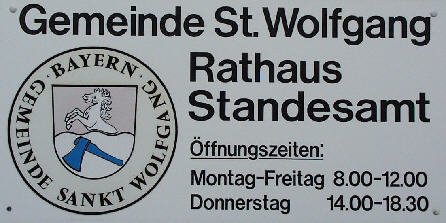 Gemeinde St. Wolfgang
· BAYERN ·
GEMEINDE SANKT WOLFGANG
Rathaus
Standesamt
Öffnungszeiten:
Montag-Freitag 8.00-12.00
Donnerstag 14.00-18.30